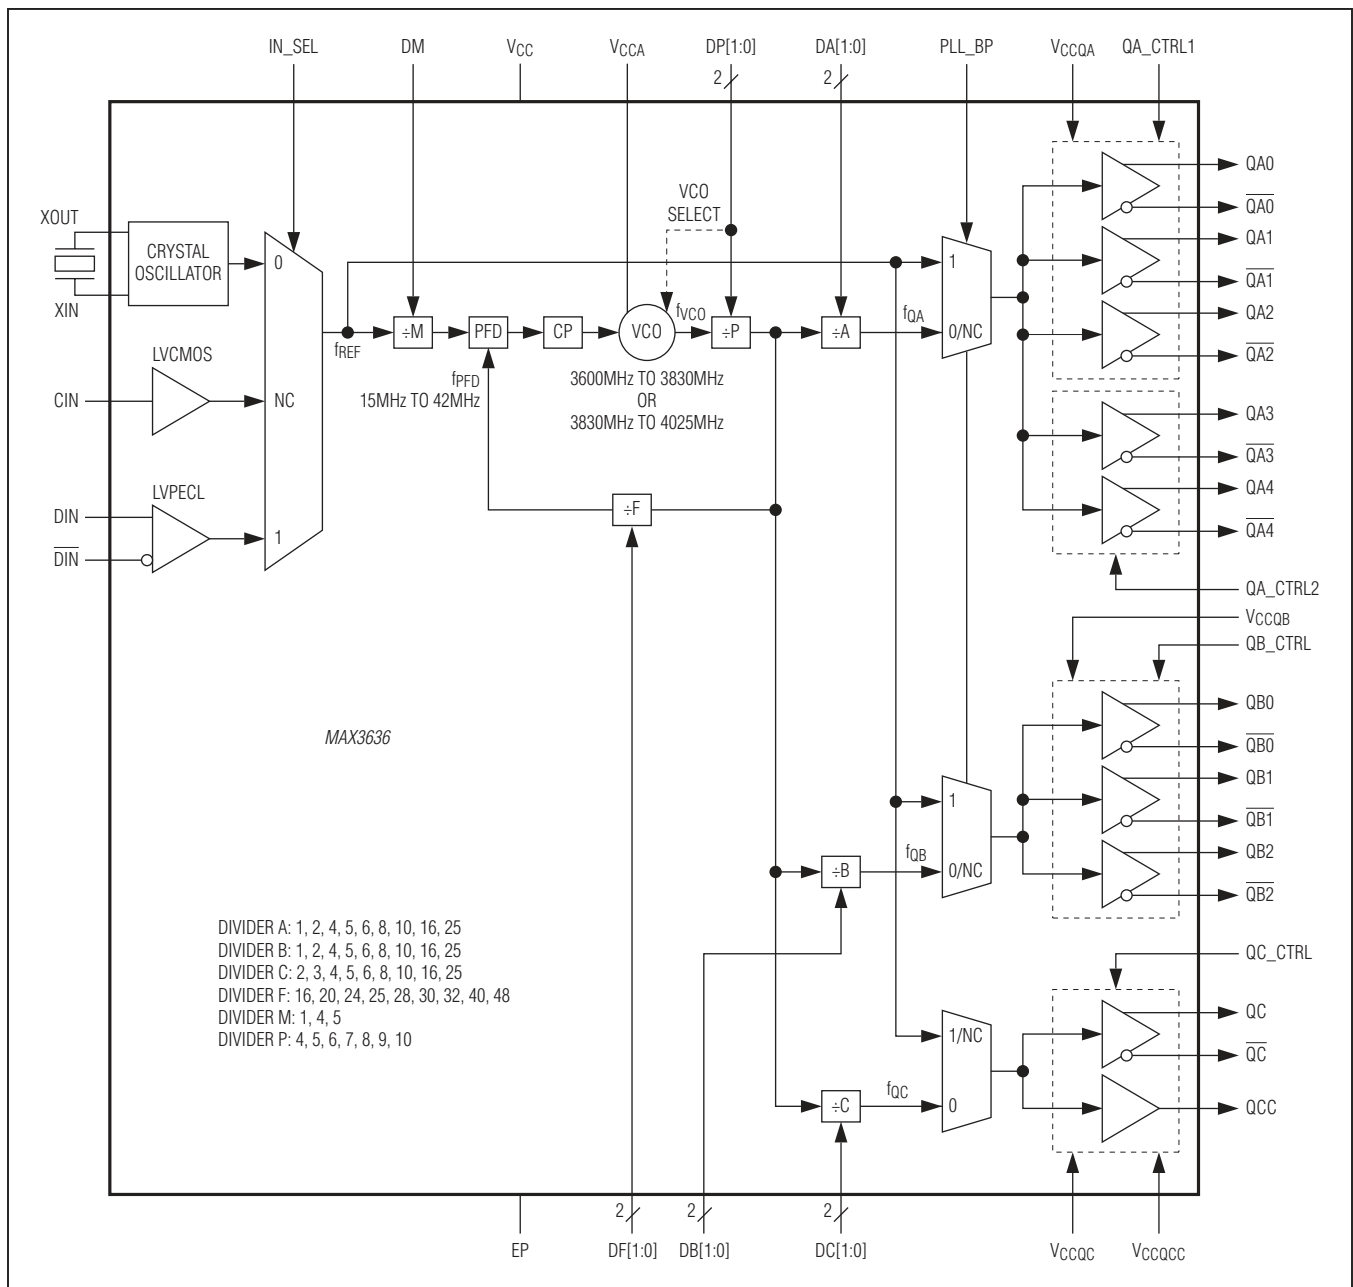 IN_SEL
DM
VCC
VCCA
DP[1:0]
DA[1:0]
PLL_BP
VCCQA
QA_CTRL1
2
2
QA0
QA0
VCO
SELECT
XOUT
CRYSTAL
OSCILLATOR
0
1
QA1
QA1
XIN
fVCO
fQA
QA2
÷M
PFD
CP
VCO
÷P
÷A
0/NC
fREF
QA2
LVCMOS
fPFD
15MHz TO 42MHz
3600MHz TO 3830MHz
OR
3830MHz TO 4025MHz
CIN
NC
QA3
QA3
LVPECL
QA4
DIN
÷F
DIN
1
QA4
QA_CTRL2
VCCQB
QB_CTRL
QB0
MAX3636
QB0
QB1
1
QB1
fQB
QB2
÷B
0/NC
QB2
DIVIDER A: 1, 2, 4, 5, 6, 8, 10, 16, 25
DIVIDER B: 1, 2, 4, 5, 6, 8, 10, 16, 25
DIVIDER C: 2, 3, 4, 5, 6, 8, 10, 16, 25
DIVIDER F: 16, 20, 24, 25, 28, 30, 32, 40, 48
DIVIDER M: 1, 4, 5
DIVIDER P: 4, 5, 6, 7, 8, 9, 10
QC_CTRL
QC
1/NC
QC
fQC
÷C
0
QCC
2
2
2
EP
DF[1:0]
DB[1:0]
DC[1:0]
VCCQC
VCCQCC